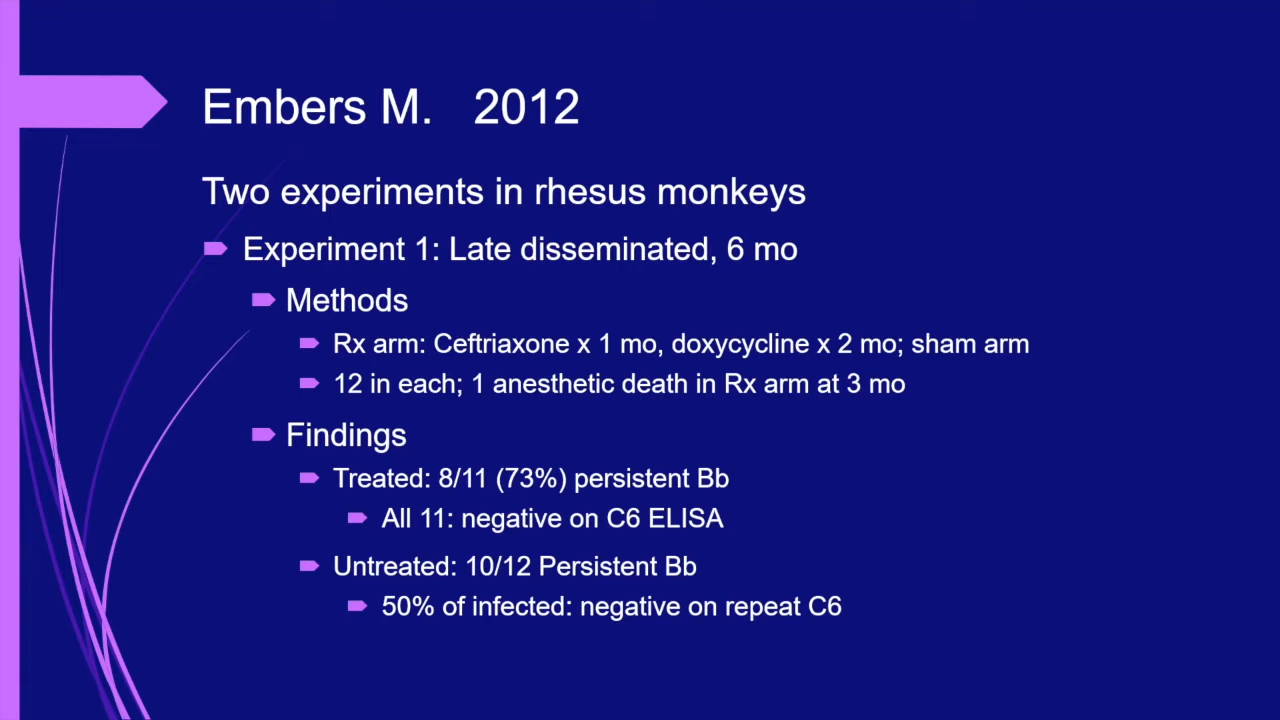 Embers M. 2012
Two experiments in rhesus monkeys
Experiment 1: Late disseminated, 6 mo
Methods
Rx arm: Ceftriaxone x 1 mo, doxycycline x 2 mo; sham arm
12 in each; 1 anesthetic death in Rx arm at 3 mo
Findings
Treated: 8/11 (73%) persistent Bb
All 11: negative on C6 ELISA
Untreated: 10/12 Persistent Bb
50% of infected: negative on repeat C6